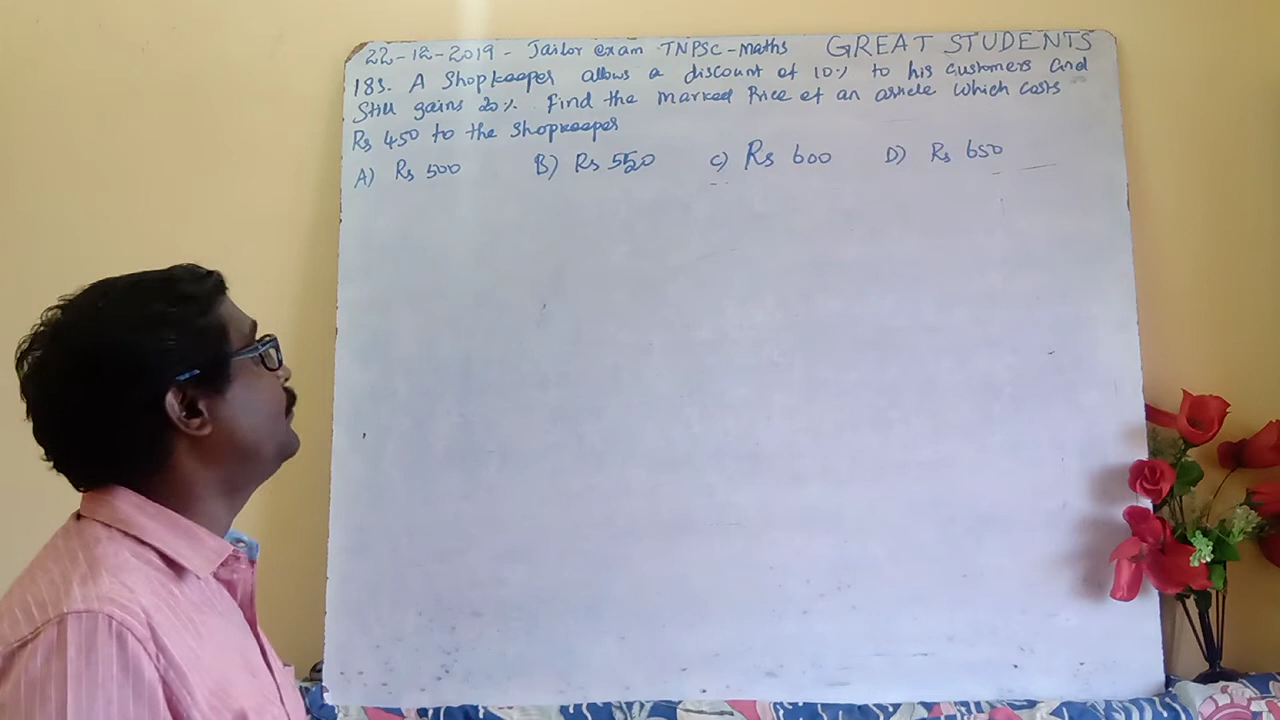 22-12-2019 - Jailor exam TNPSC-maths GREAT STUDENTS
183. A Shopkeeper allows a discount of 10% to his customers and
Still gains 20%. Find the Marked Price of an article which costs
Rs 450 to the shopkeeper
A) Rs 500 B) Rs 550 C) Rs 600 D) Rs 650